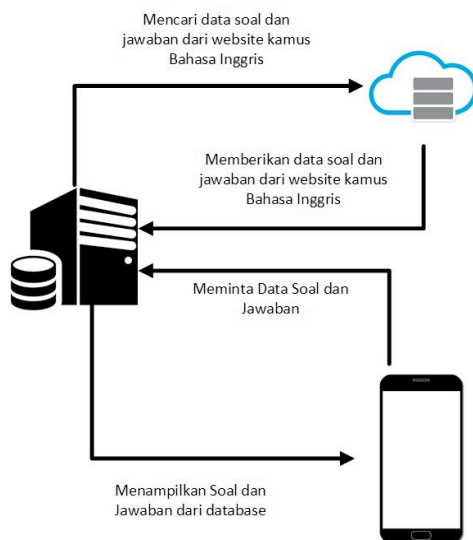 Mencari data soal dan
jawaban dari website kamus
Bahasa Inggris
Memberikan data soal dan
jawaban dari website kamus
Bahasa Inggris
Meminta Data Soal dan
Jawaban
Menampilkan Soal dan
Jawaban dari database